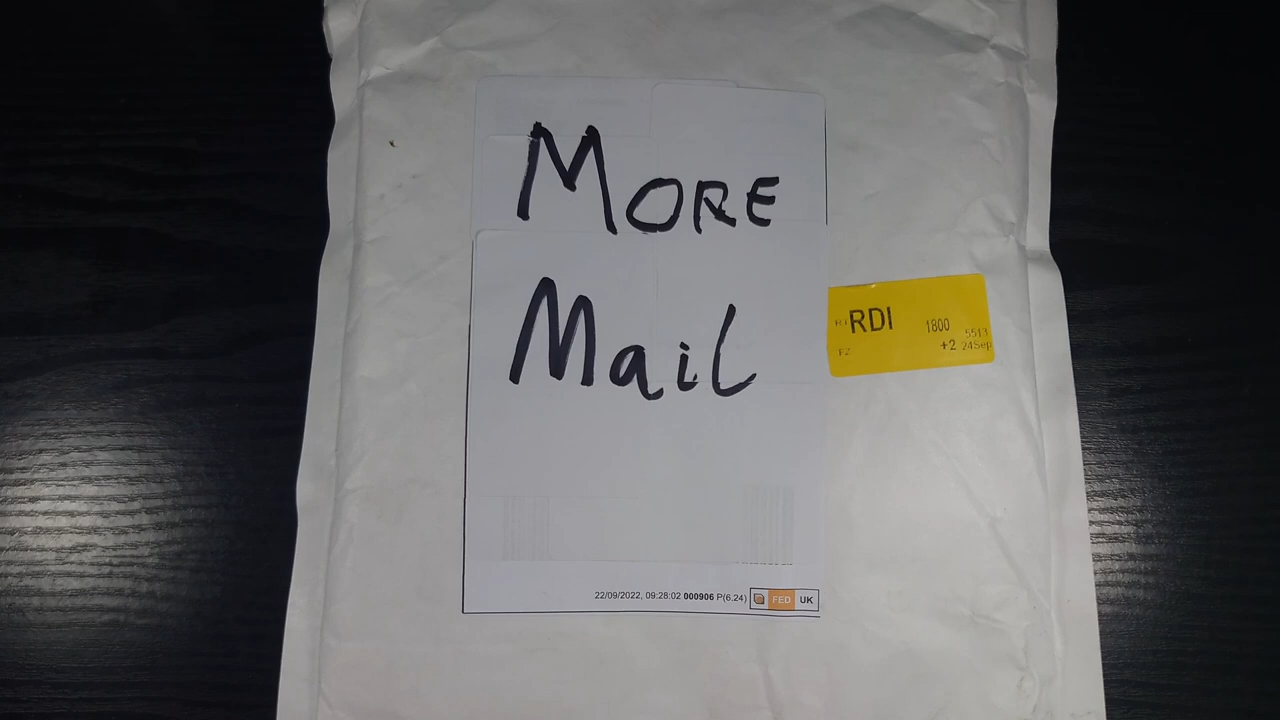 MORE
Mail
RDI 1800 5513
+2 24Sep
22/09/2022, 09:28:02 000906 P(6.24) FED UK